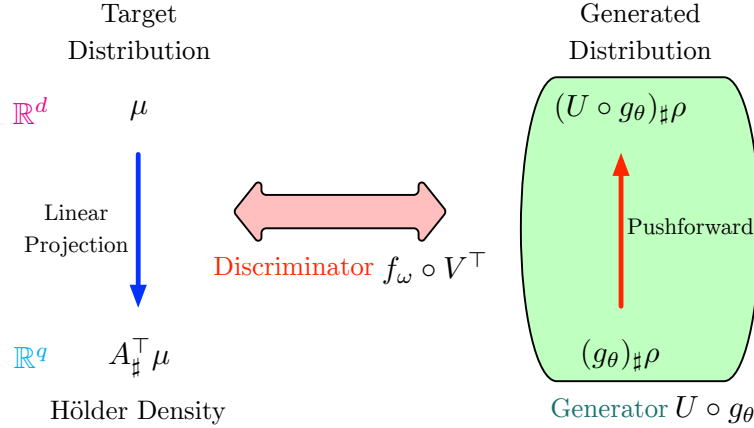 Target
Distribution
Generated
Distribution
ℝ^d
μ
(U ∘ g_θ)_♯ρ
Linear
Projection
Pushforward
Discriminator f_ω ∘ V^⊤
ℝ^q
A_♯^⊤ μ
(g_θ)_♯ρ
Hölder Density
Generator U ∘ g_θ